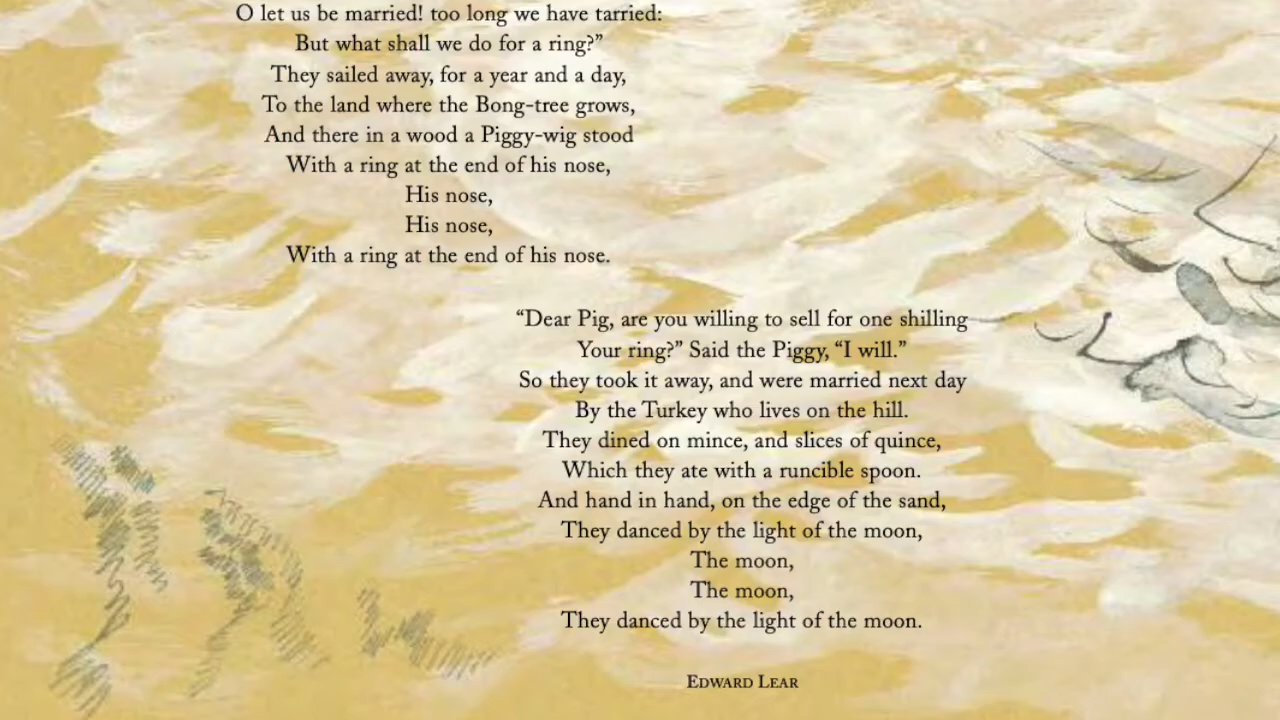 O let us be married! too long we have tarried:
But what shall we do for a ring?”
They sailed away, for a year and a day,
To the land where the Bong-tree grows,
And there in a wood a Piggy-wig stood
With a ring at the end of his nose,
His nose,
His nose,
With a ring at the end of his nose.
“Dear Pig, are you willing to sell for one shilling
Your ring?” Said the Piggy, “I will.”
So they took it away, and were married next day
By the Turkey who lives on the hill.
They dined on mince, and slices of quince,
Which they ate with a runcible spoon.
And hand in hand, on the edge of the sand,
They danced by the light of the moon,
The moon,
The moon,
They danced by the light of the moon.
Edward Lear